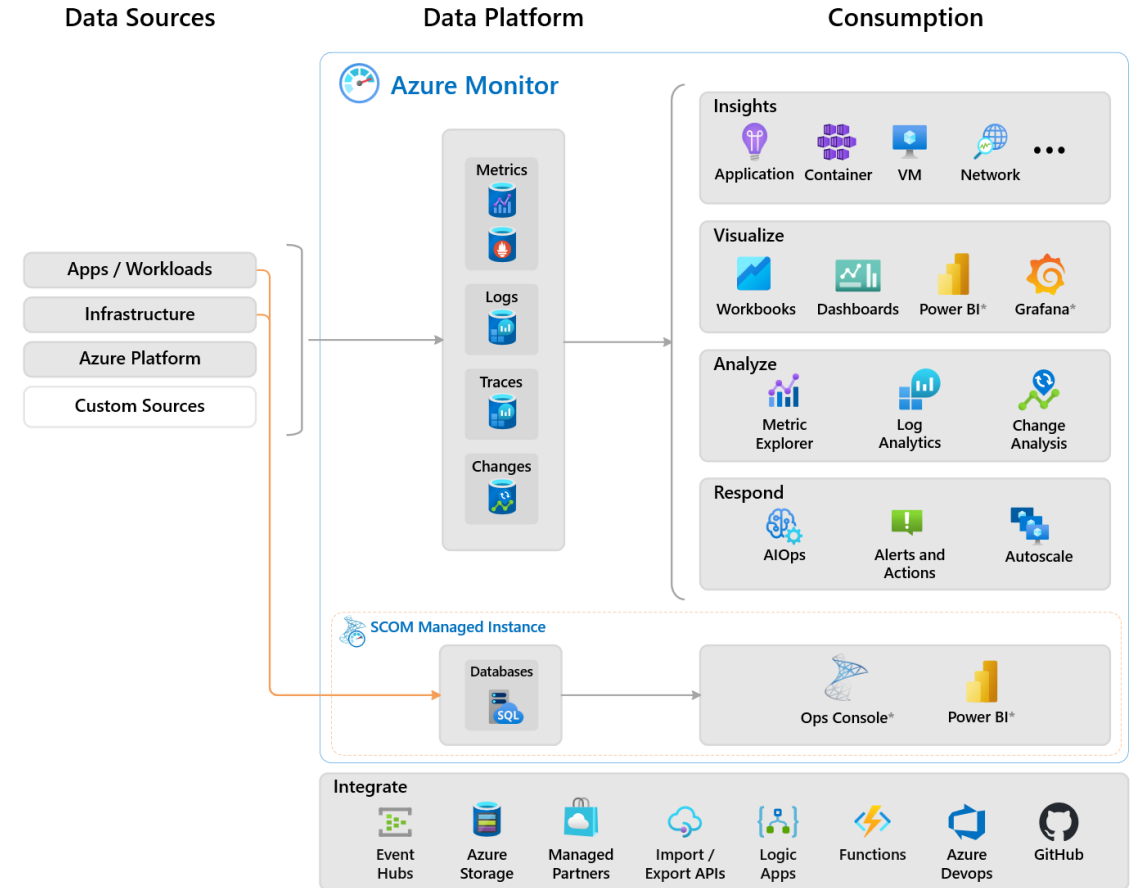 Data Sources
Data Platform
Consumption
Azure Monitor
Apps / Workloads
Infrastructure
Azure Platform
Custom Sources
Metrics
Logs
Traces
Changes
Insights
Application
Container
VM
Network
Visualize
Workbooks
Dashboards
Power BI*
Grafana*
Analyze
Metric
Explorer
Log
Analytics
Change
Analysis
Respond
AIOps
Alerts and
Actions
Autoscale
SCOM Managed Instance
Databases
SQL
Ops Console*
Power BI*
Integrate
Event
Hubs
Azure
Storage
Managed
Partners
Import /
Export APIs
Logic
Apps
Functions
Azure
Devops
GitHub